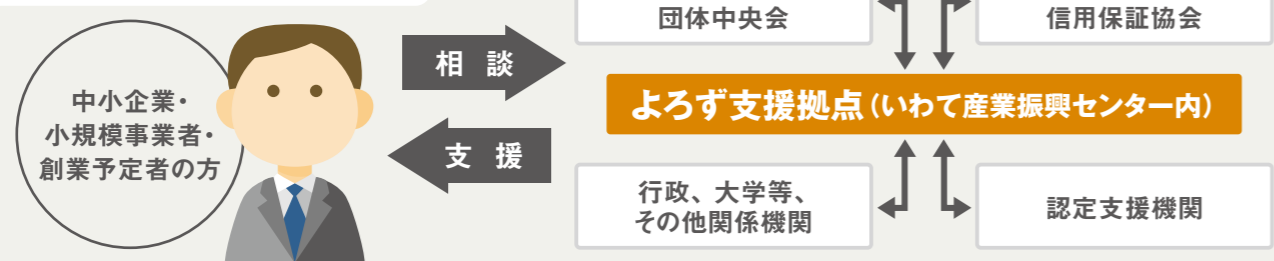 団体中央会
信用保証協会
中小企業・
小規模事業者・
創業予定者の方
相談
支援
よろず支援拠点（いわて産業振興センター内）
行政、大学等、
その他関係機関
認定支援機関